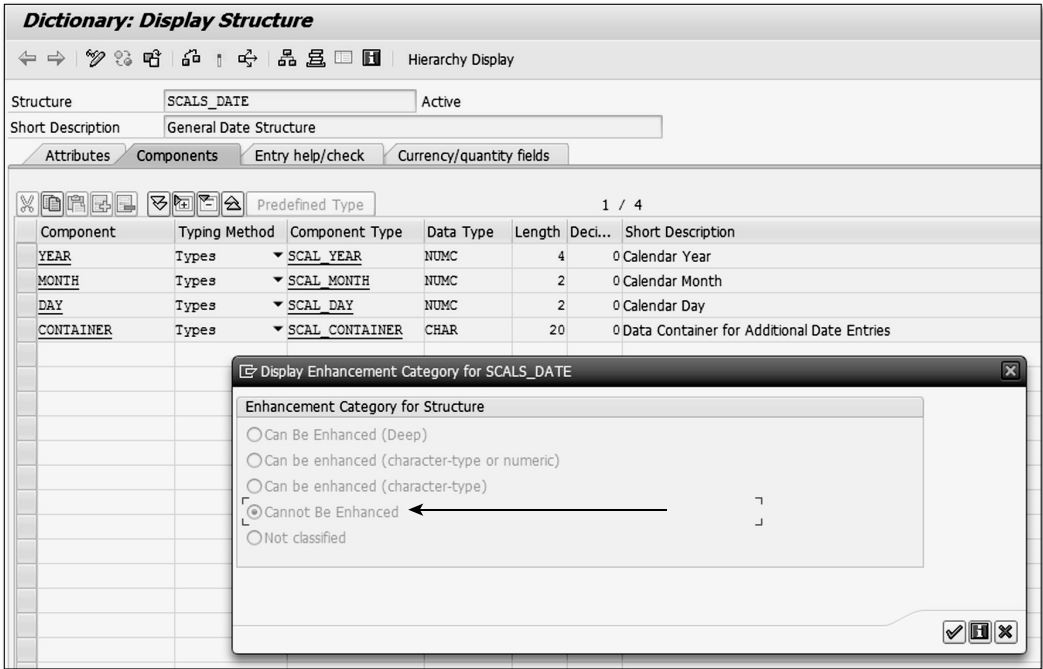 Dictionary: Display Structure
Hierarchy Display
Structure SCALS_DATE Active
Short Description General Date Structure
Attributes Components Entry help/check Currency/quantity fields
Predefined Type 1 / 4
Component Typing Method Component Type Data Type Length Deci... Short Description
YEAR Types SCAL_YEAR NUMC 4 0 Calendar Year
MONTH Types SCAL_MONTH NUMC 2 0 Calendar Month
DAY Types SCAL_DAY NUMC 2 0 Calendar Day
CONTAINER Types SCAL_CONTAINER CHAR 20 0 Data Container for Additional Date Entries
Display Enhancement Category for SCALS_DATE
Enhancement Category for Structure
Can Be Enhanced (Deep)
Can be enhanced (character-type or numeric)
Can be enhanced (character-type)
Cannot Be Enhanced
Not classified